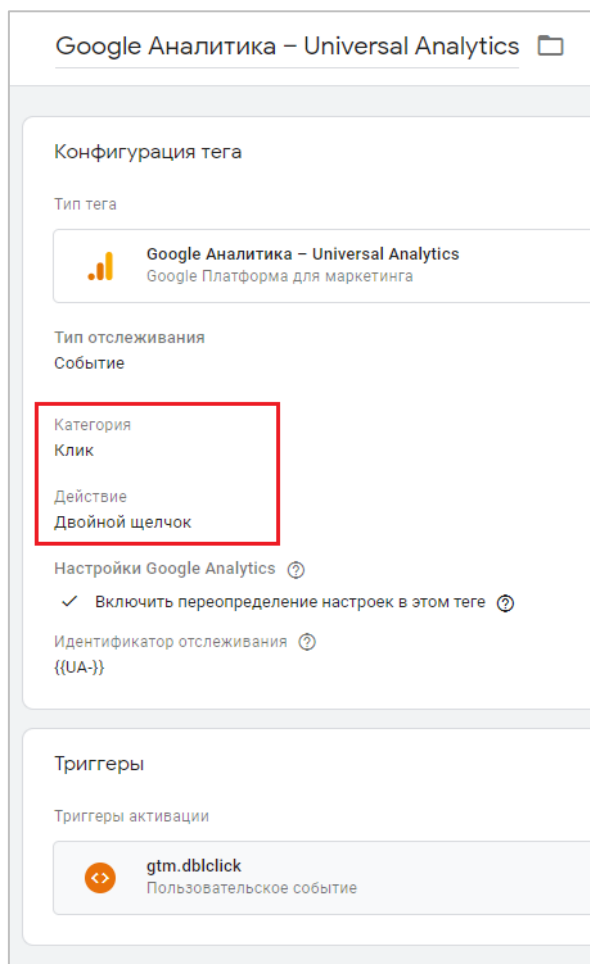 Google Аналитика – Universal Analytics
Конфигурация тега
Тип тега
Google Аналитика – Universal Analytics
Google Платформа для маркетинга
Тип отслеживания
Событие
Категория
Клик
Действие
Двойной щелчок
Настройки Google Analytics
Включить переопределение настроек в этом теге
Идентификатор отслеживания
{{UA-}}
Триггеры
Триггеры активации
gtm.dblclick
Пользовательское событие